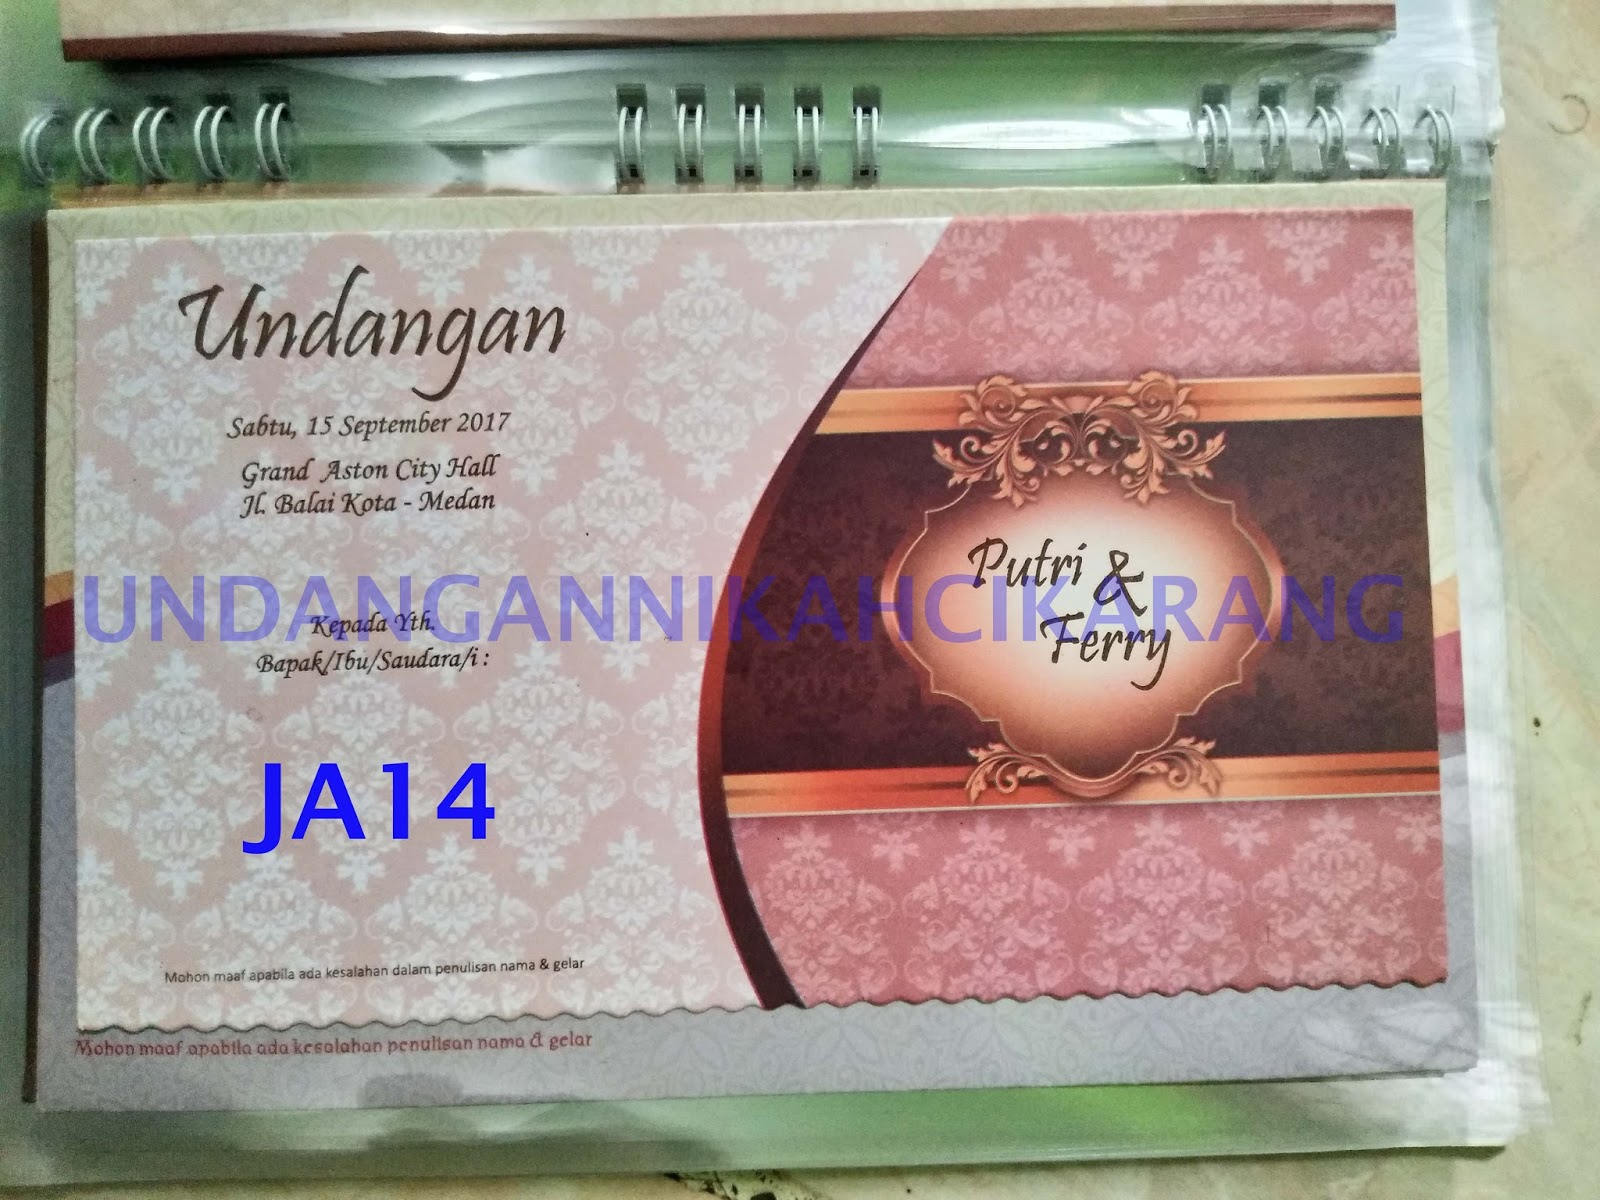 Undangan
Sabtu, 15 September 2017
Grand Aston City Hall
Jl. Balai Kota - Medan
Putri &
Ferry
UNDANGANNIKAHCIKARANG
Kepada Yth.
Bapak/Ibu/Saudara/i :
JA14
Mohon maaf apabila ada kesalahan dalam penulisan nama & gelar
Mohon maaf apabila ada kesalahan penulisan nama & gelar